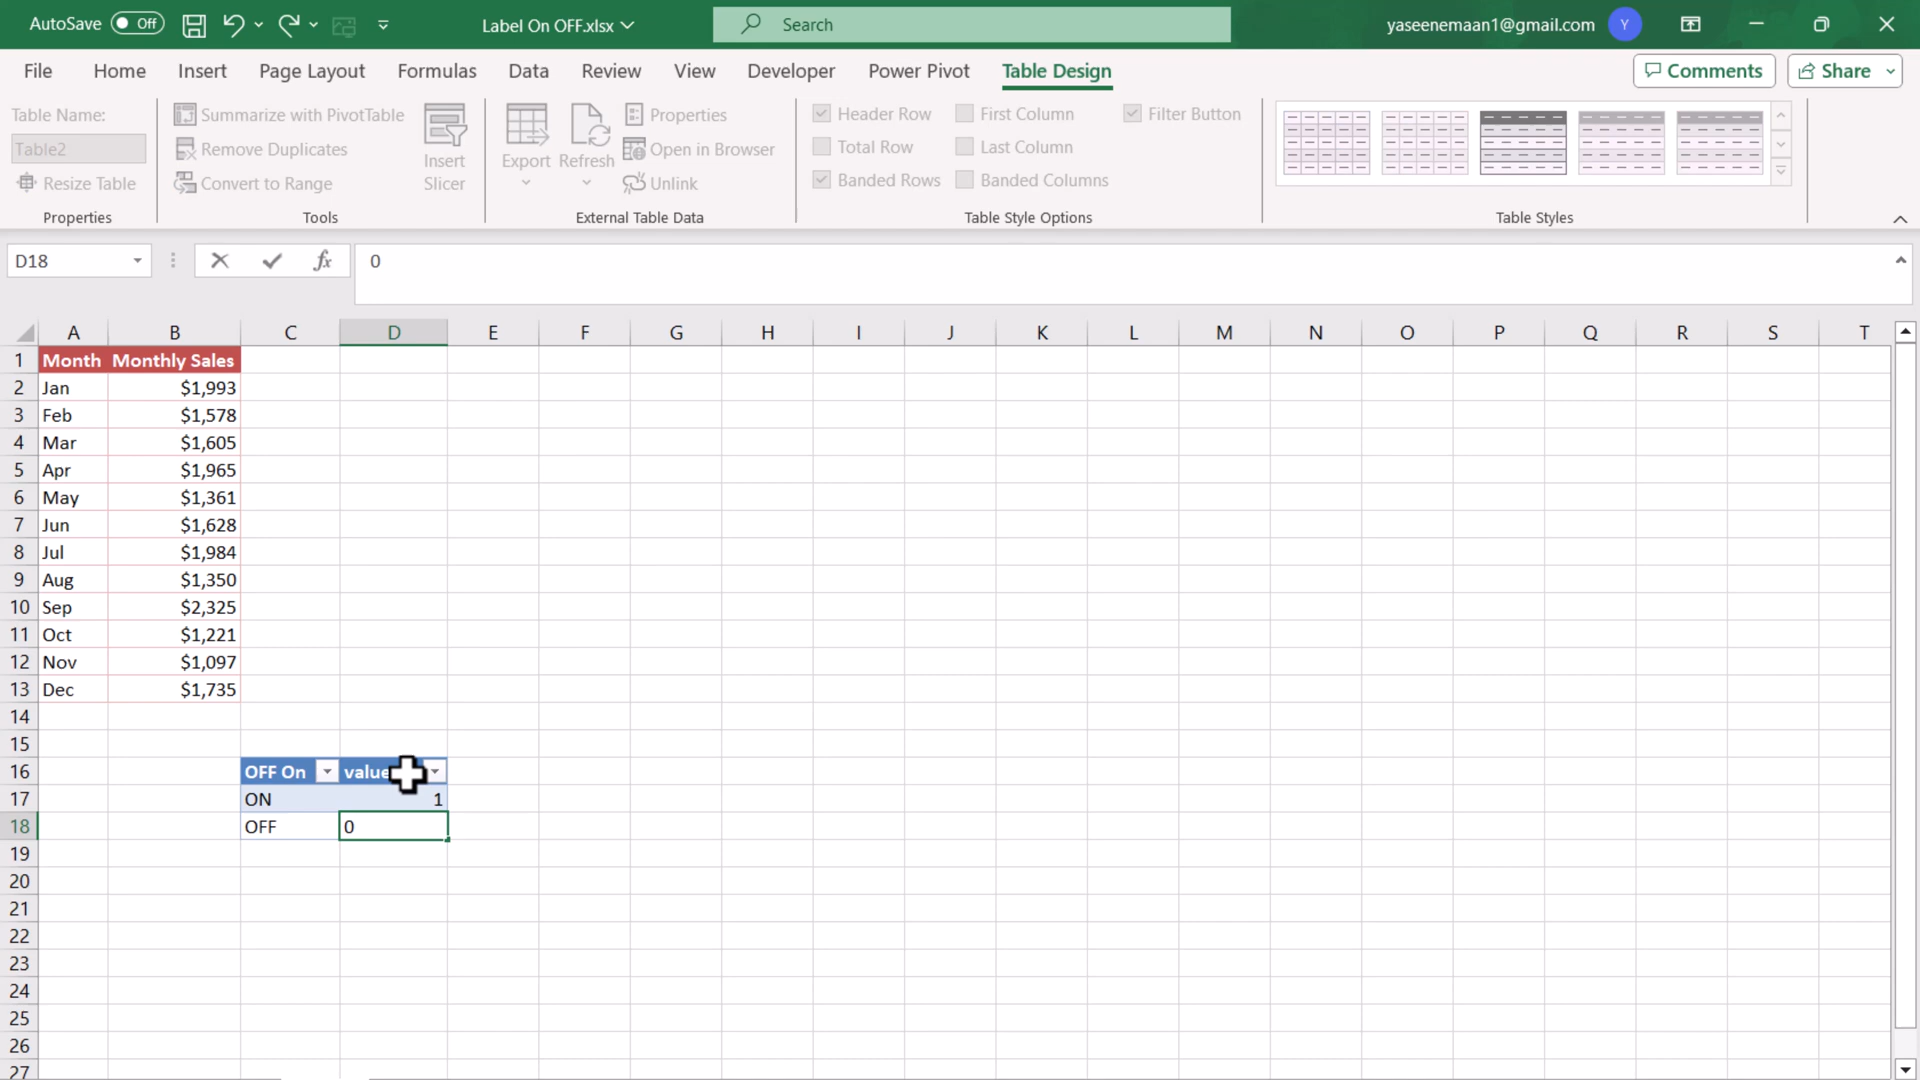 AutoSave Off Label On OFF.xlsx Search yaseenemaan1@gmail.com Y
File Home Insert Page Layout Formulas Data Review View Developer Power Pivot Table Design Comments Share
Table Name:
Table2
Resize Table
Properties
Summarize with PivotTable
Remove Duplicates
Convert to Range
Insert
Slicer
Tools
Export
Refresh
Properties
Open in Browser
Unlink
External Table Data
Header Row First Column Filter Button
Total Row Last Column
Banded Rows Banded Columns
Table Style Options
Table Styles
D18 fx 0
A B C D E F G H I J K L M N O P Q R S T
1 Month Monthly Sales
2 Jan $1,993
3 Feb $1,578
4 Mar $1,605
5 Apr $1,965
6 May $1,361
7 Jun $1,628
8 Jul $1,984
9 Aug $1,350
10 Sep $2,325
11 Oct $1,221
12 Nov $1,097
13 Dec $1,735
14
15
16 OFF On value
17 ON 1
18 OFF 0
19
20
21
22
23
24
25
26
27